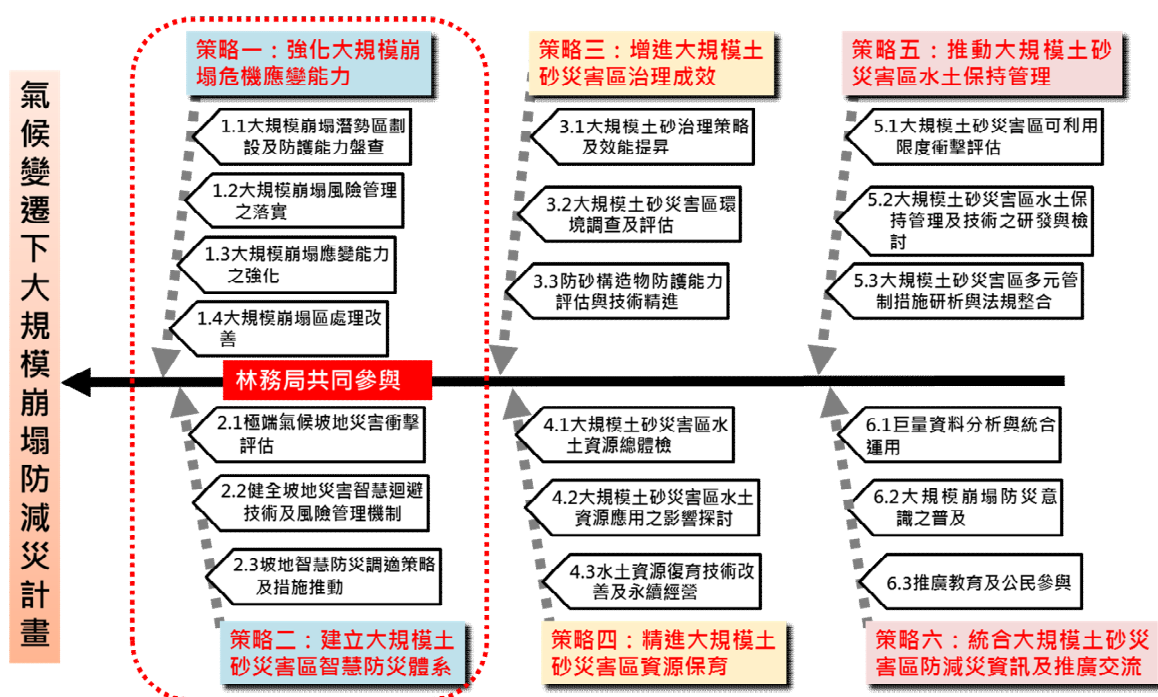 氣候變遷下大規模崩塌防減災計畫
策略一：強化大規模崩
塌危機應變能力
1.1大規模崩塌潛勢區劃
設及防護能力盤查
1.2大規模崩塌風險管理
之落實
1.3大規模崩塌應變能力
之強化
1.4大規模崩塌區處理改
善
策略三：增進大規模土
砂災害區治理成效
3.1大規模土砂治理策略
及效能提昇
3.2大規模土砂災害區環
境調查及評估
3.3防砂構造物防護能力
評估與技術精進
策略五：推動大規模土砂
災害區水土保持管理
5.1大規模土砂災害區可利用
限度衝擊評估
5.2大規模土砂災害區水土保
持管理及技術之研發與檢
討
5.3大規模土砂災害區多元管
制措施研析與法規整合
林務局共同參與
2.1極端氣候坡地災害衝擊
評估
2.2健全坡地災害智慧迴避
技術及風險管理機制
2.3坡地智慧防災調適策略
及措施推動
策略二：建立大規模土
砂災害區智慧防災體系
4.1大規模土砂災害區水
土資源總體檢
4.2大規模土砂災害區水土
資源應用之影響探討
4.3水土資源復育技術改
善及永續經營
策略四：精進大規模土
砂災害區資源保育
6.1巨量資料分析與統合
運用
6.2大規模崩塌防災意
識之普及
6.3推廣教育及公民參與
策略六：統合大規模土砂災
害區防減災資訊及推廣交流